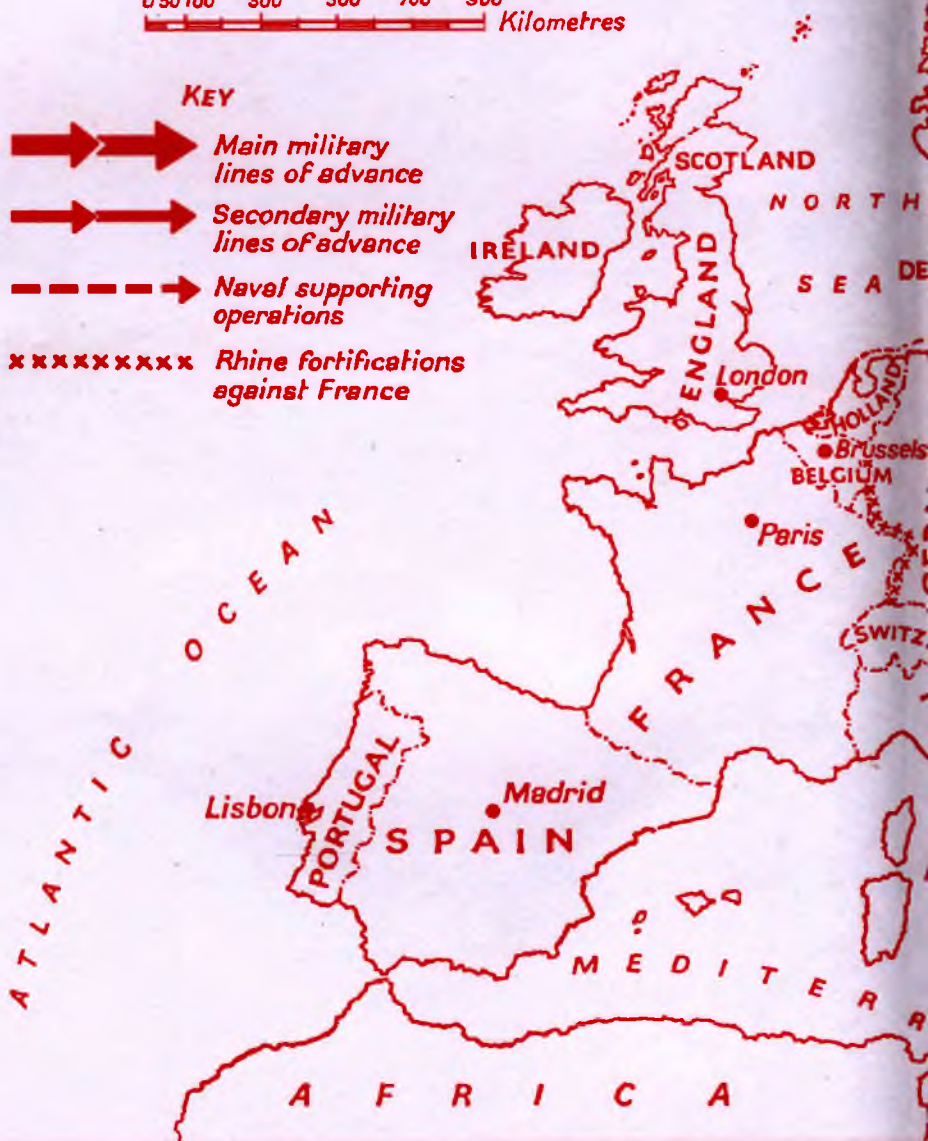 Kilometres
KEY
Main military
lines of advance
Secondary military
lines of advance
Naval supporting
operations
Rhine fortifications
against France
SCOTLAND
NORTH
SEA
DE
IRELAND
ENGLAND
London
HOLLAND
Brussels
BELGIUM
Paris
FRANCE
SWITZ
ATLANTIC OCEAN
PORTUGAL
Lisbon
Madrid
SPAIN
MEDITERR
AFRICA